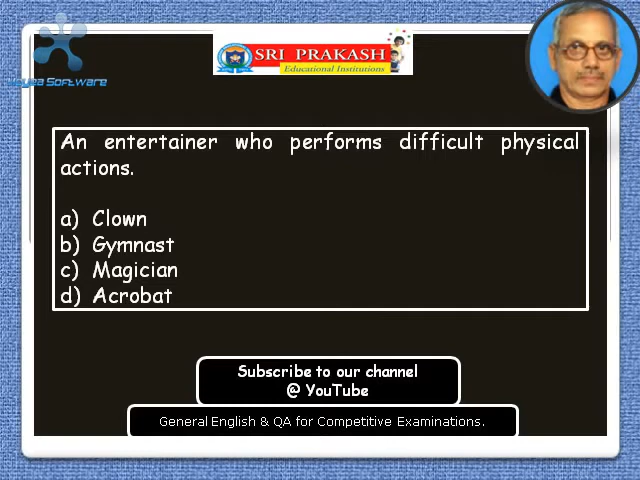 SRI PRAKASH
Educational Institutions
Software
An entertainer who performs difficult physical
actions.
a) Clown
b) Gymnast
c) Magician
d) Acrobat
Subscribe to our channel
@ YouTube
General English & QA for Competitive Examinations.